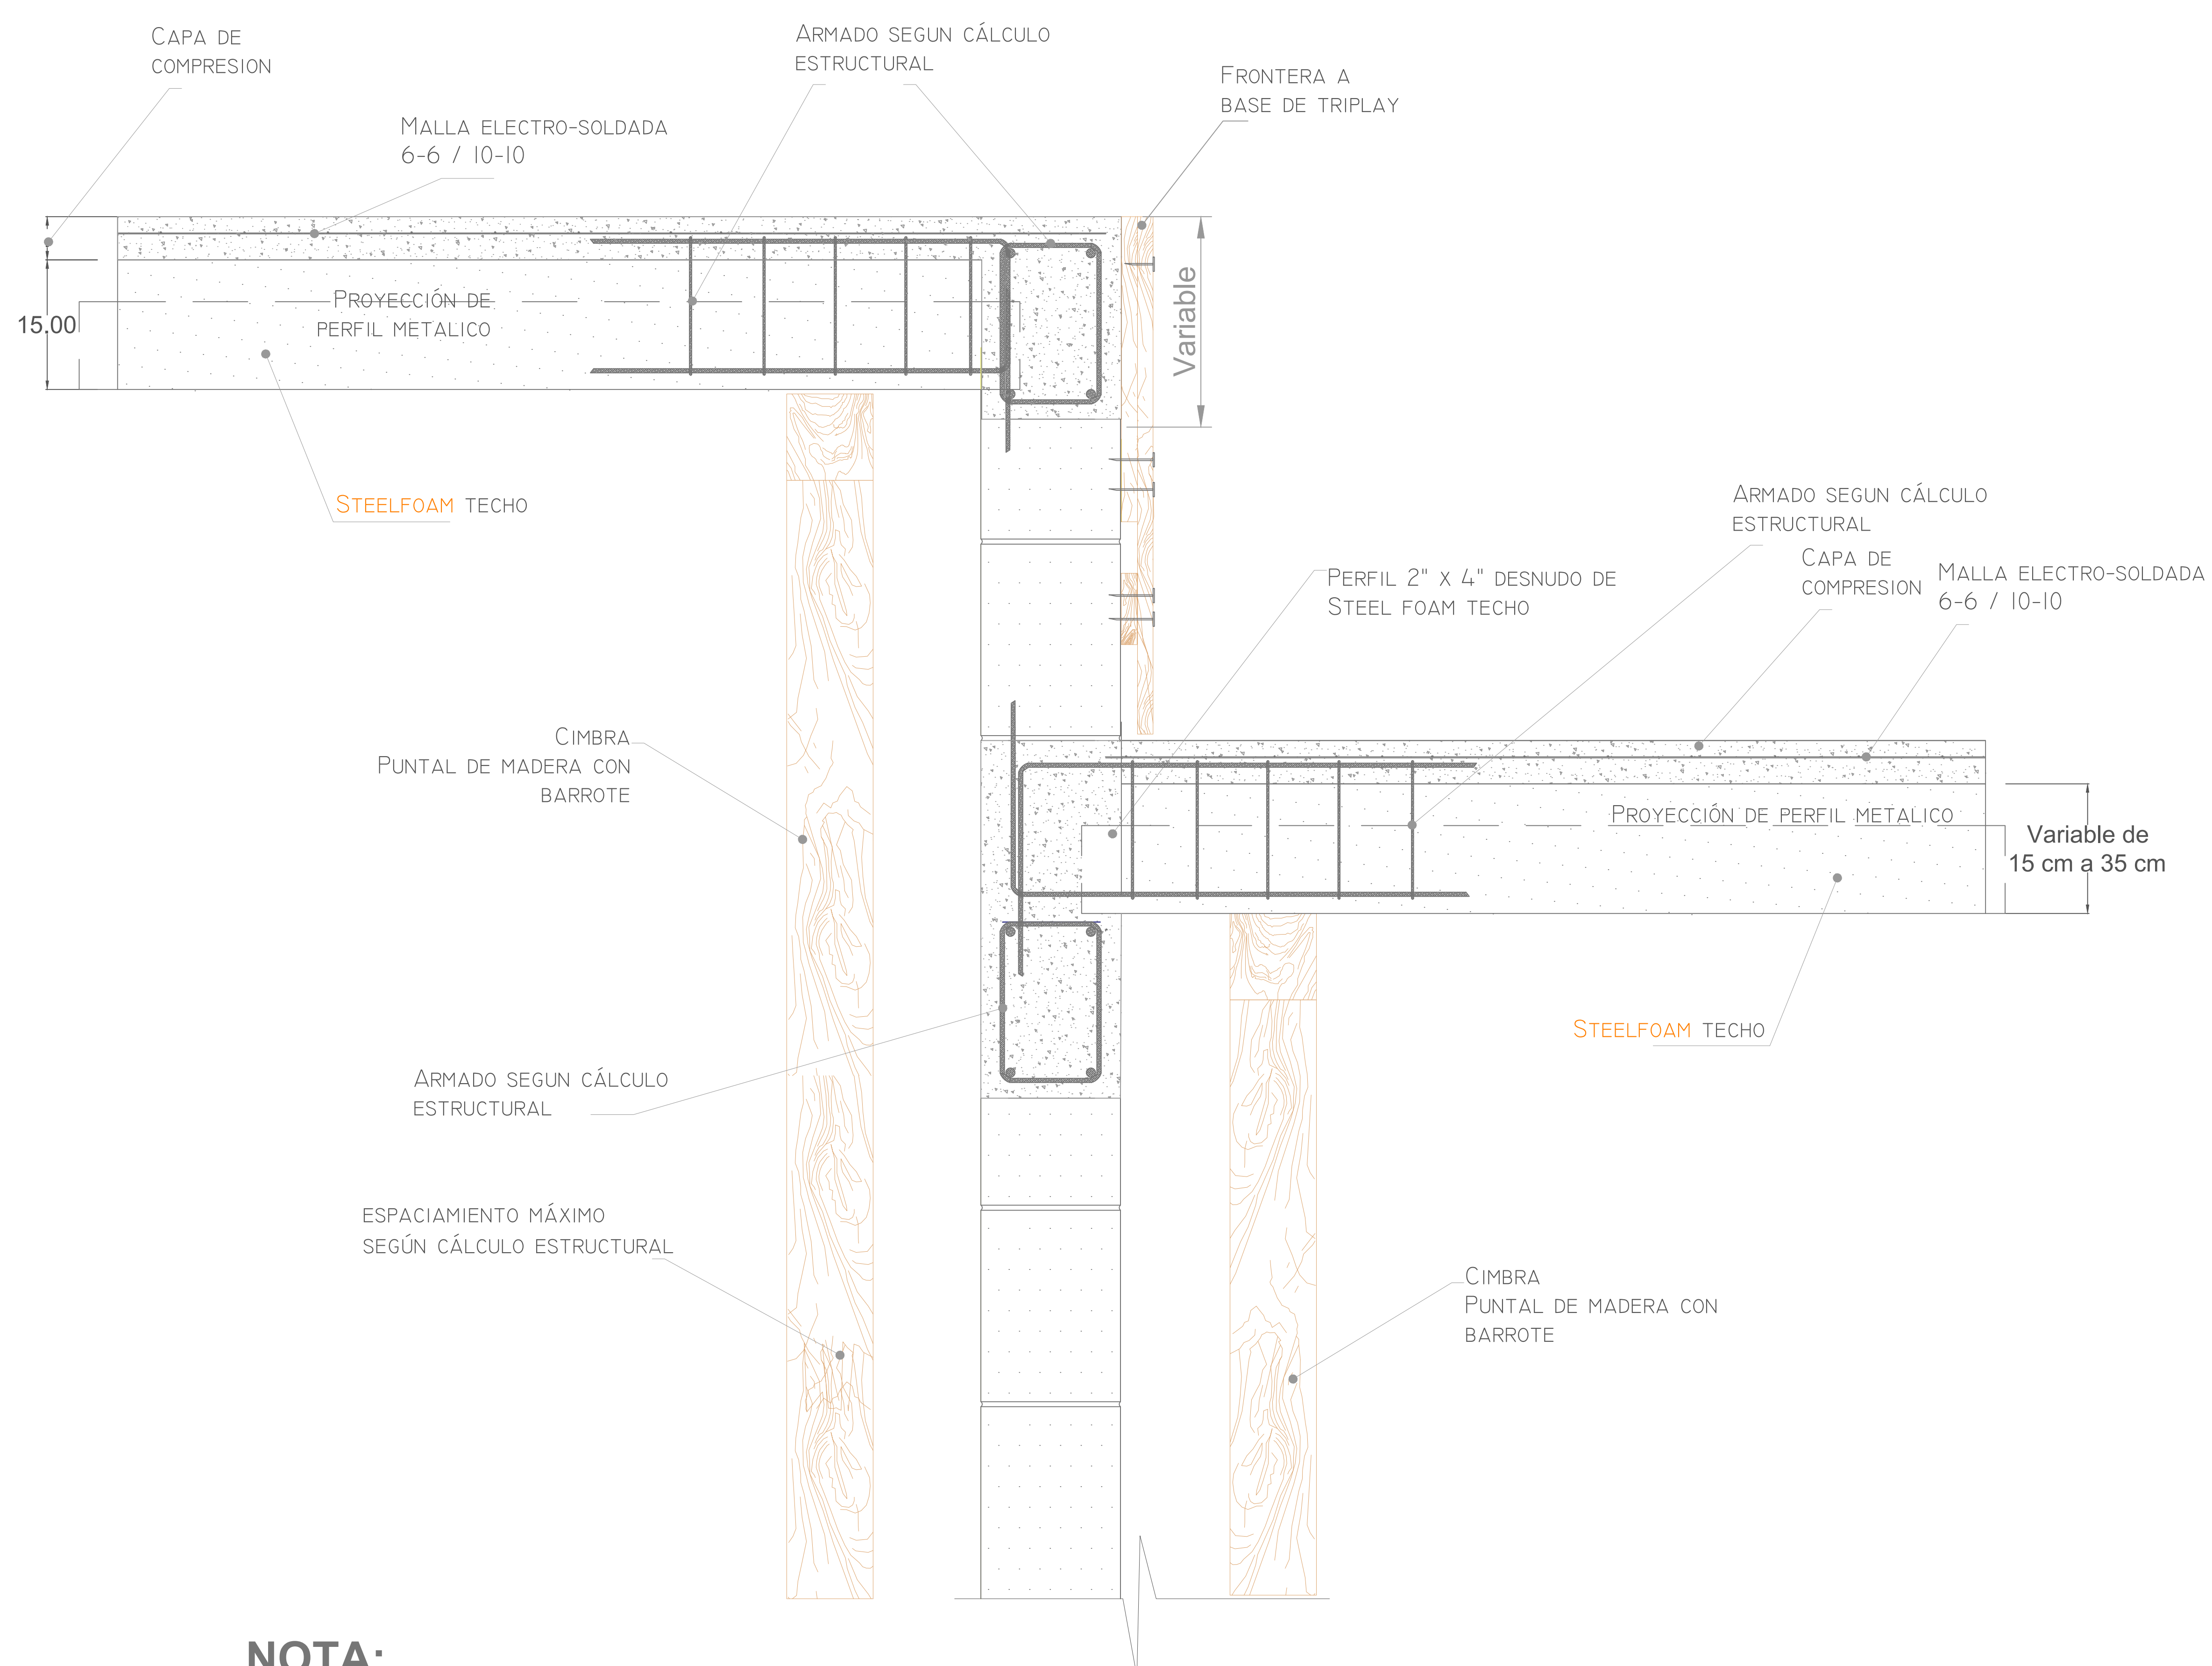 CAPA DE
COMPRESION
ARMADO SEGUN CÁLCULO
ESTRUCTURAL
FRONTERA A
BASE DE TRIPLAY
MALLA ELECTRO-SOLDADA
6-6 / 10-10
15.00
PROYECCIÓN DE
PERFIL METALICO
Variable
STEELFOAM TECHO
ARMADO SEGUN CÁLCULO
ESTRUCTURAL
CAPA DE
COMPRESION
MALLA ELECTRO-SOLDADA
6-6 / 10-10
PERFIL 2" X 4" DESNUDO DE
STEEL FOAM TECHO
CIMBRA
PUNTAL DE MADERA CON
BARROTE
PROYECCIÓN DE PERFIL METALICO
Variable de
15 cm a 35 cm
STEELFOAM TECHO
ARMADO SEGUN CÁLCULO
ESTRUCTURAL
ESPACIAMIENTO MÁXIMO
SEGÚN CÁLCULO ESTRUCTURAL
CIMBRA
PUNTAL DE MADERA CON
BARROTE
NOTA: